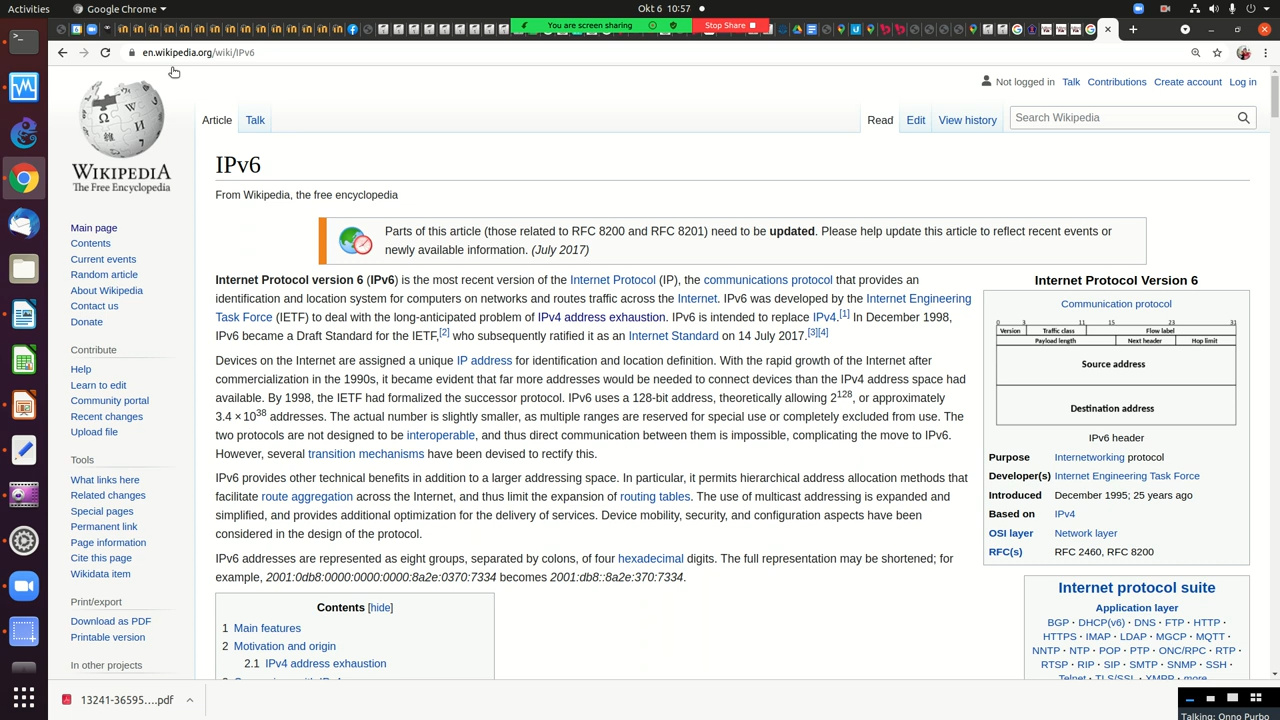 Activities
Google Chrome
Okt 6 10:57
You are screen sharing
Stop Share
en.wikipedia.org/wiki/IPv6
Not logged in Talk Contributions Create account Log in
Article Talk Read Edit View history
Search Wikipedia
WIKIPEDIA
The Free Encyclopedia
Main page
Contents
Current events
Random article
About Wikipedia
Contact us
Donate
Contribute
Help
Learn to edit
Community portal
Recent changes
Upload file
Tools
What links here
Related changes
Special pages
Permanent link
Page information
Cite this page
Wikidata item
Print/export
Download as PDF
Printable version
In other projects
IPv6
From Wikipedia, the free encyclopedia
Parts of this article (those related to RFC 8200 and RFC 8201) need to be updated. Please help update this article to reflect recent events or
newly available information. (July 2017)
Internet Protocol version 6 (IPv6) is the most recent version of the Internet Protocol (IP), the communications protocol that provides an
identification and location system for computers on networks and routes traffic across the Internet. IPv6 was developed by the Internet Engineering
Task Force (IETF) to deal with the long-anticipated problem of IPv4 address exhaustion. IPv6 is intended to replace IPv4.[1] In December 1998,
IPv6 became a Draft Standard for the IETF,[2] who subsequently ratified it as an Internet Standard on 14 July 2017.[3][4]
Devices on the Internet are assigned a unique IP address for identification and location definition. With the rapid growth of the Internet after
commercialization in the 1990s, it became evident that far more addresses would be needed to connect devices than the IPv4 address space had
available. By 1998, the IETF had formalized the successor protocol. IPv6 uses a 128-bit address, theoretically allowing 2128, or approximately
3.4×1038 addresses. The actual number is slightly smaller, as multiple ranges are reserved for special use or completely excluded from use. The
two protocols are not designed to be interoperable, and thus direct communication between them is impossible, complicating the move to IPv6.
However, several transition mechanisms have been devised to rectify this.
IPv6 provides other technical benefits in addition to a larger addressing space. In particular, it permits hierarchical address allocation methods that
facilitate route aggregation across the Internet, and thus limit the expansion of routing tables. The use of multicast addressing is expanded and
simplified, and provides additional optimization for the delivery of services. Device mobility, security, and configuration aspects have been
considered in the design of the protocol.
IPv6 addresses are represented as eight groups, separated by colons, of four hexadecimal digits. The full representation may be shortened; for
example, 2001:0db8:0000:0000:0000:8a2e:0370:7334 becomes 2001:db8::8a2e:370:7334.
Contents [hide]
1 Main features
2 Motivation and origin
2.1 IPv4 address exhaustion
Internet Protocol Version 6
Communication protocol
0 3 11 15 23 31
Version Traffic class Flow label
Payload length Next header Hop limit
Source address
Destination address
IPv6 header
Purpose Internetworking protocol
Developer(s) Internet Engineering Task Force
Introduced December 1995; 25 years ago
Based on IPv4
OSI layer Network layer
RFC(s) RFC 2460, RFC 8200
Internet protocol suite
Application layer
BGP · DHCP(v6) · DNS · FTP · HTTP ·
HTTPS · IMAP · LDAP · MGCP · MQTT ·
NNTP · NTP · POP · PTP · ONC/RPC · RTP ·
RTSP · RIP · SIP · SMTP · SNMP · SSH ·
Telnet · TLS/SSL · XMPP · more...
13241-36595....pdf
Talking: Onno Purbo